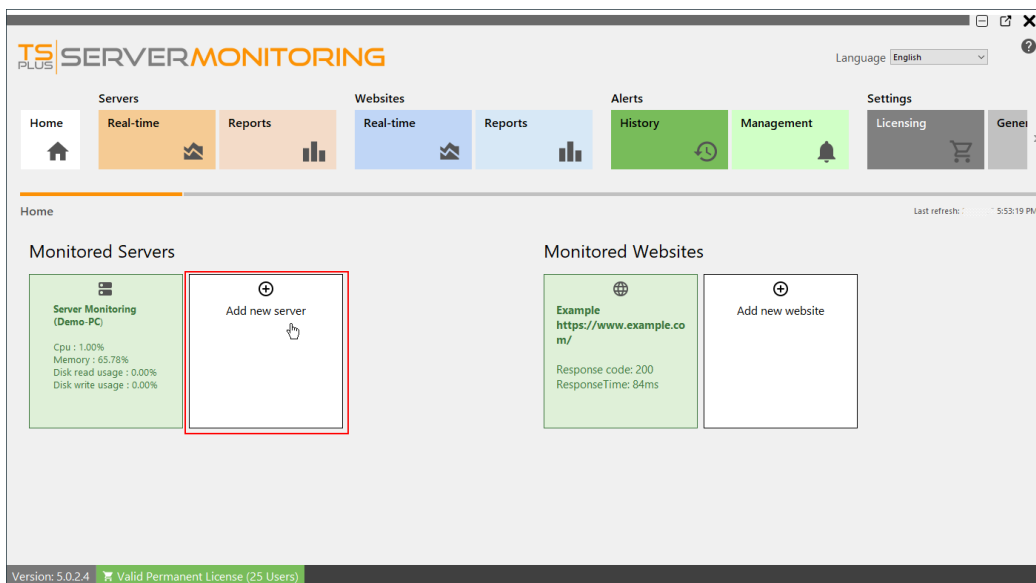 TS PLUS SERVER MONITORING
Language English
Servers
Websites
Alerts
Settings
Home
Real-time
Reports
Real-time
Reports
History
Management
Licensing
Home
Last refresh: 5:53:19 PM
Monitored Servers
Monitored Websites
Server Monitoring
(Demo-PC)
Cpu : 1.00%
Memory : 65.78%
Disk read usage : 0.00%
Disk write usage : 0.00%
Add new server
Example
https://www.example.co
m/
Response code: 200
ResponseTime: 84ms
Add new website
Version: 5.0.2.4
Valid Permanent License (25 Users)